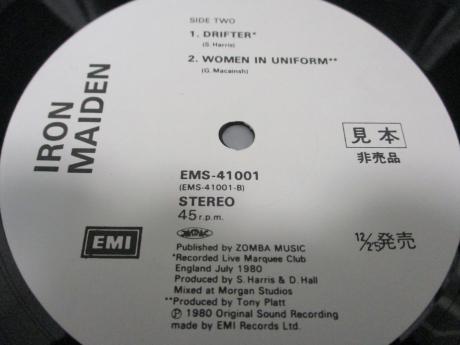 SIDE TWO
1. DRIFTER*
(S. Harris)
2. WOMEN IN UNIFORM**
(G. Macainsh)
IRON
MAIDEN
見本
非売品
EMS-41001
(EMS-41001-B)
STEREO
45 r.p.m.
EMI
12/25発売
Published by ZOMBA MUSIC
*Recorded Live Marquee Club
England July 1980
Produced by S. Harris & D. Hall
Mixed at Morgan Studios
**Produced by Tony Platt
Ⓟ 1980 Original Sound Recording
made by EMI Records Ltd.